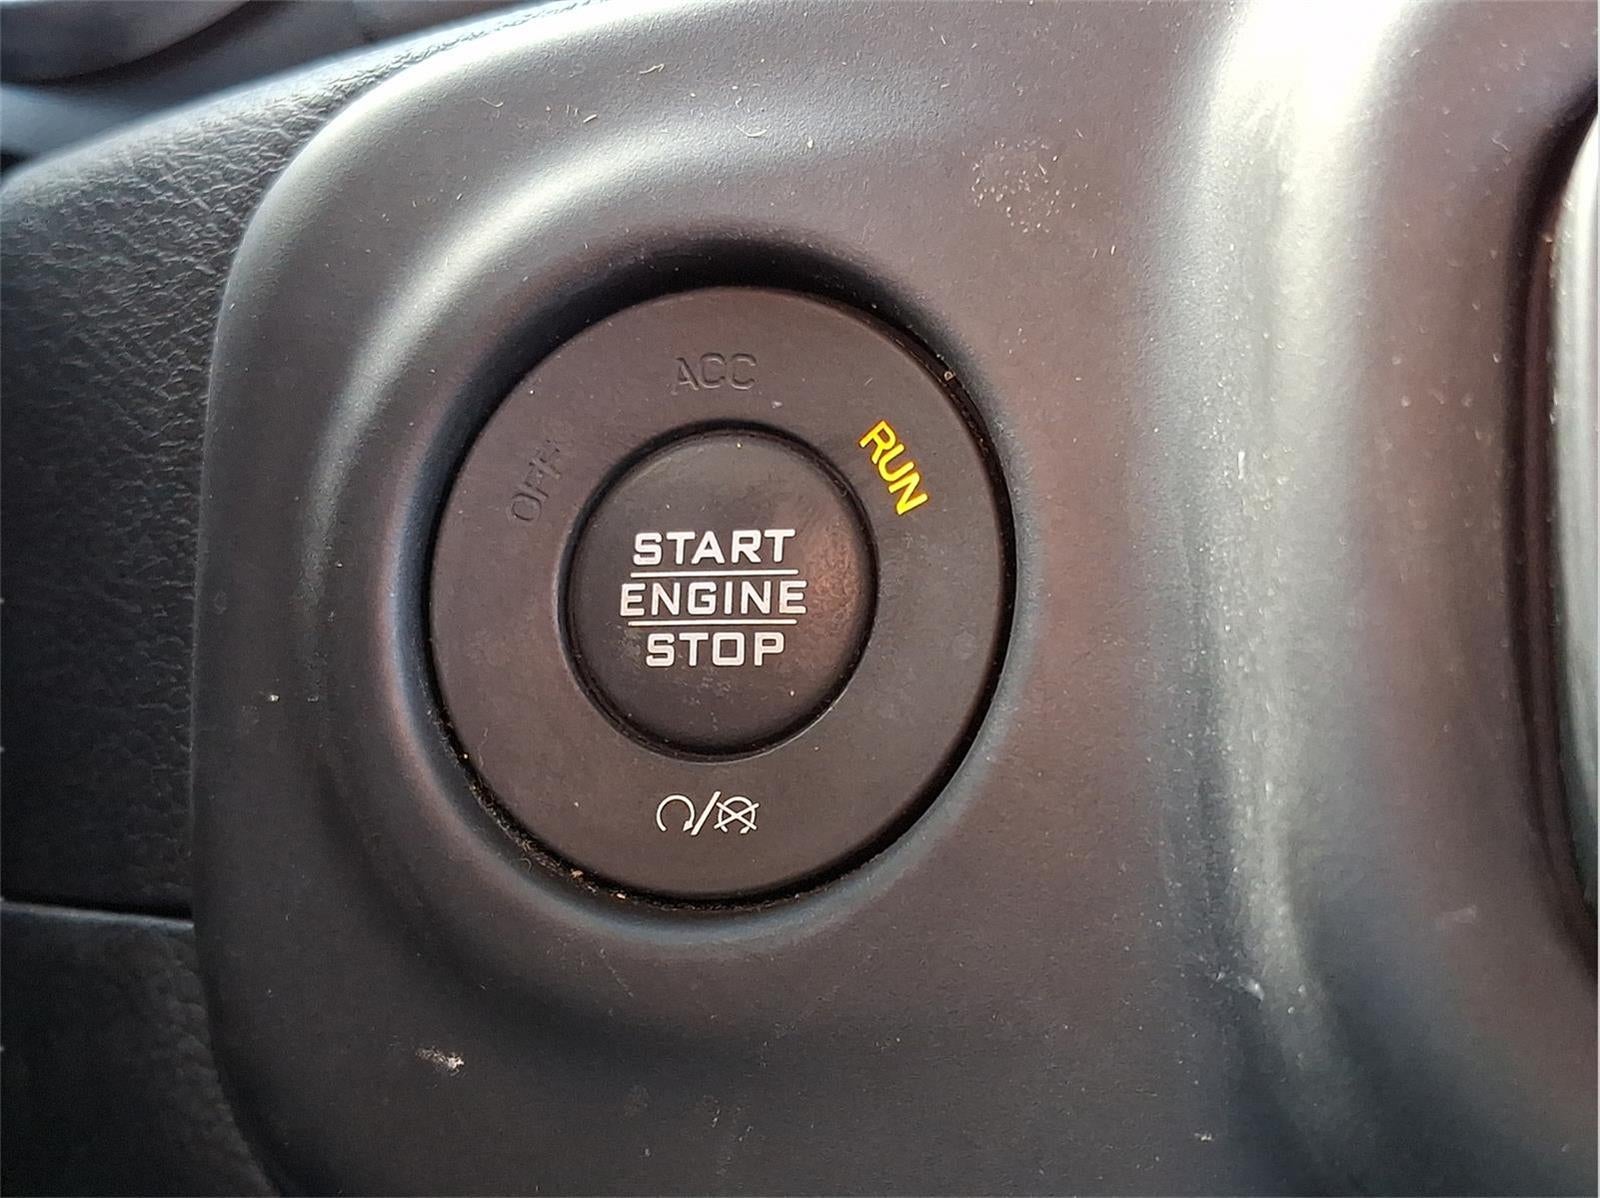 ACC
OFF
RUN
START
ENGINE
STOP